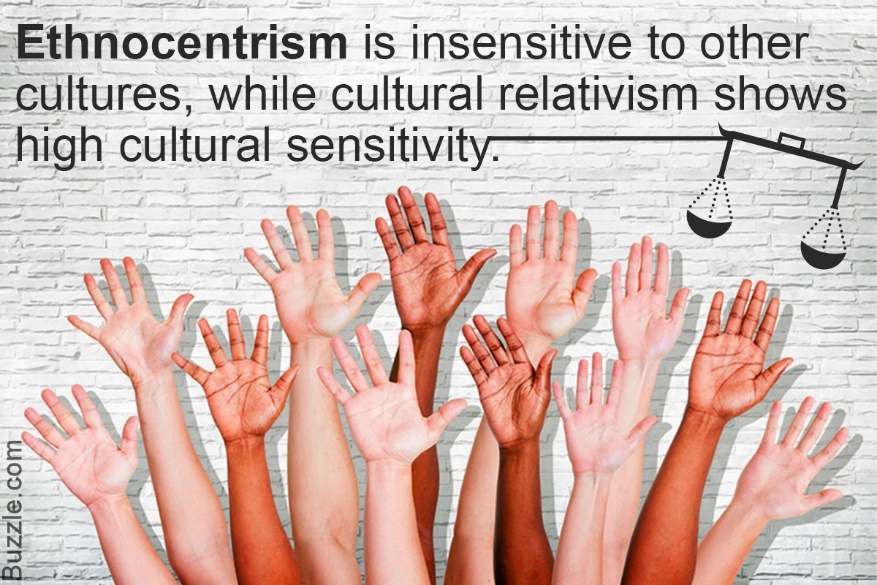 Ethnocentrism is insensitive to other
cultures, while cultural relativism shows
high cultural sensitivity.
Buzzle.com